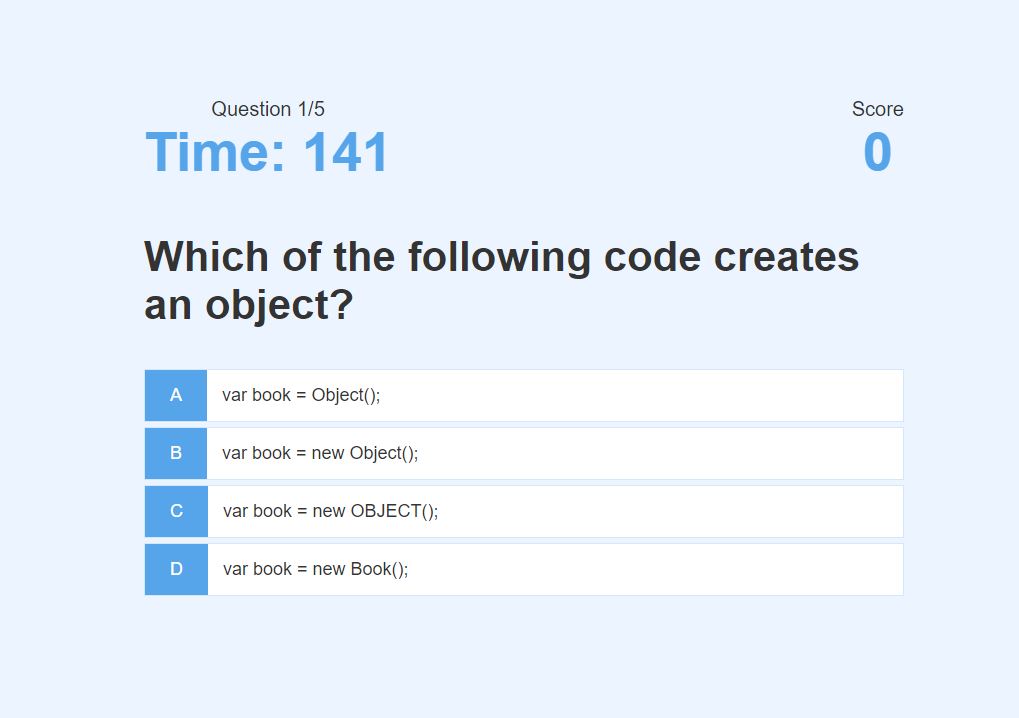 Question 1/5
Score
Time: 141
0
Which of the following code creates
an object?
A var book = Object();
B var book = new Object();
C var book = new OBJECT();
D var book = new Book();